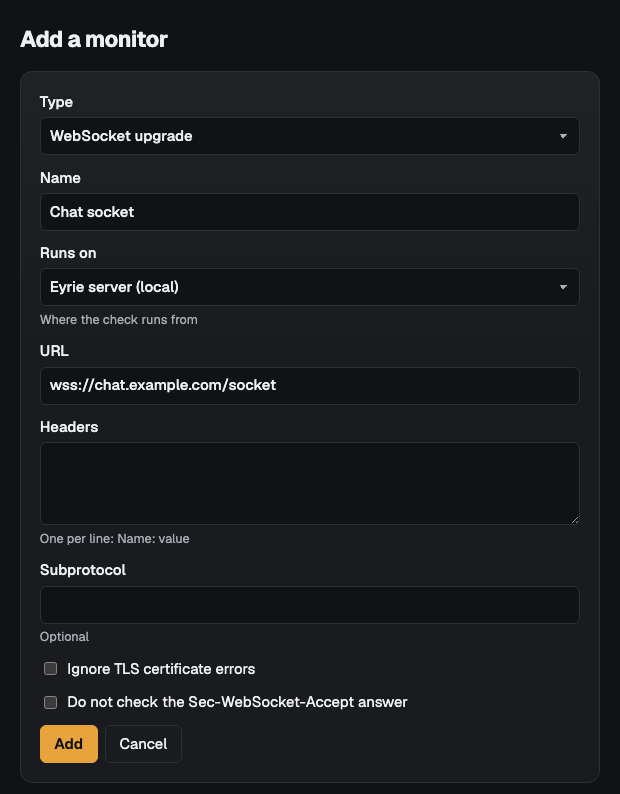 Add a monitor
Type
WebSocket upgrade
Name
Chat socket
Runs on
Eyrie server (local)
Where the check runs from
URL
wss://chat.example.com/socket
Headers
One per line: Name: value
Subprotocol
Optional
Ignore TLS certificate errors
Do not check the Sec-WebSocket-Accept answer
Add Cancel